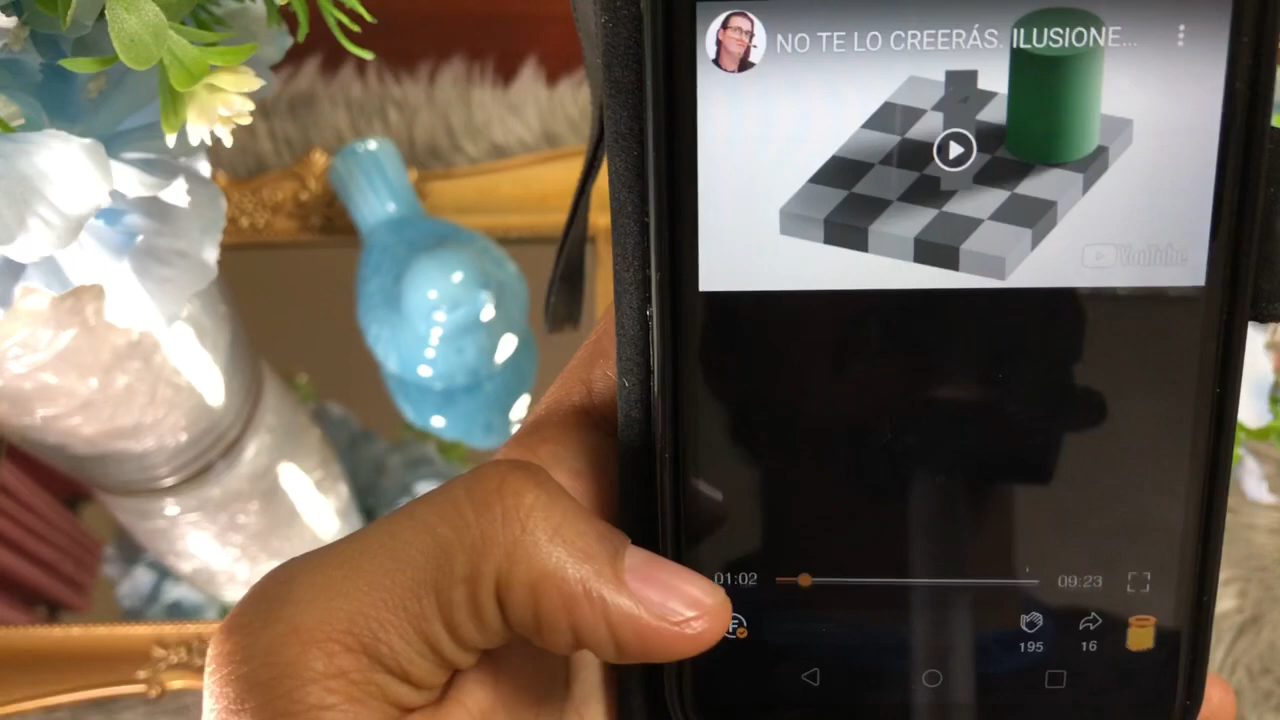 NO TE LO CREERÁS. ILUSIONE...
A
YouTube
01:02
09:23
F
195
16